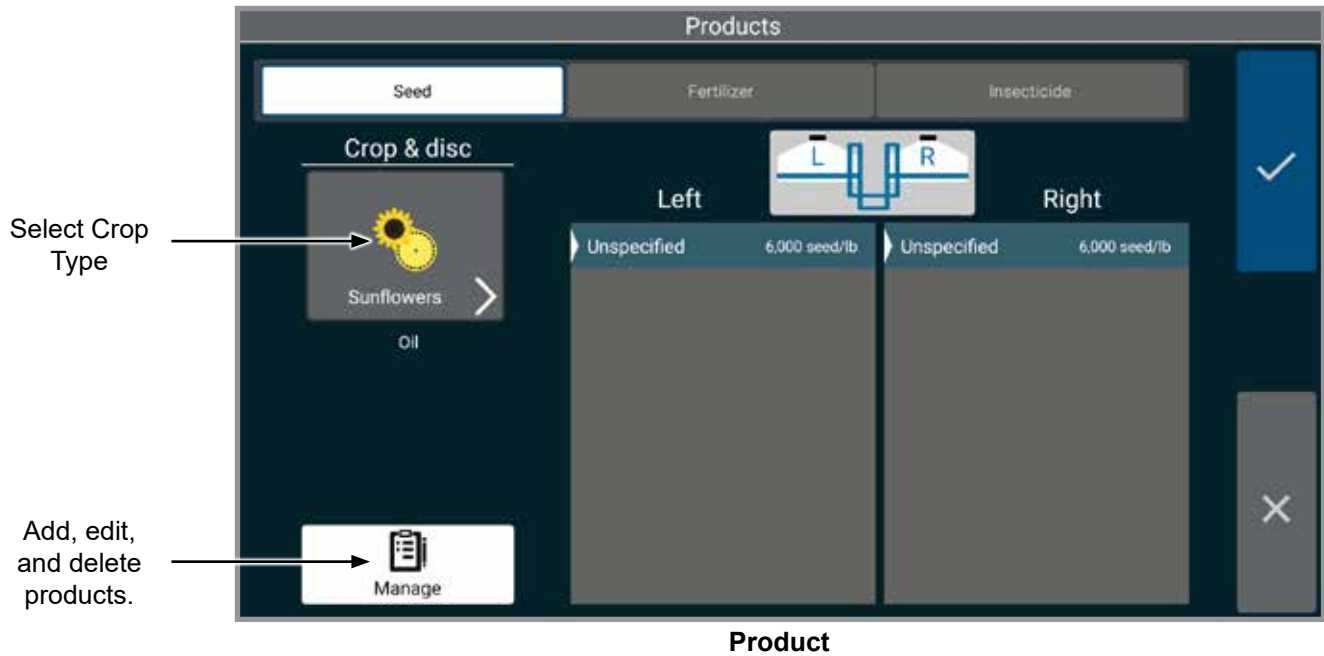 Products
Seed
Fertilizer
Insecticide
Crop & disc
L
R
Left
Right
Select Crop
Type
Unspecified
6,000 seed/lb
Unspecified
6,000 seed/lb
Sunflowers
Oil
Add, edit,
and delete
products.
Manage
Product